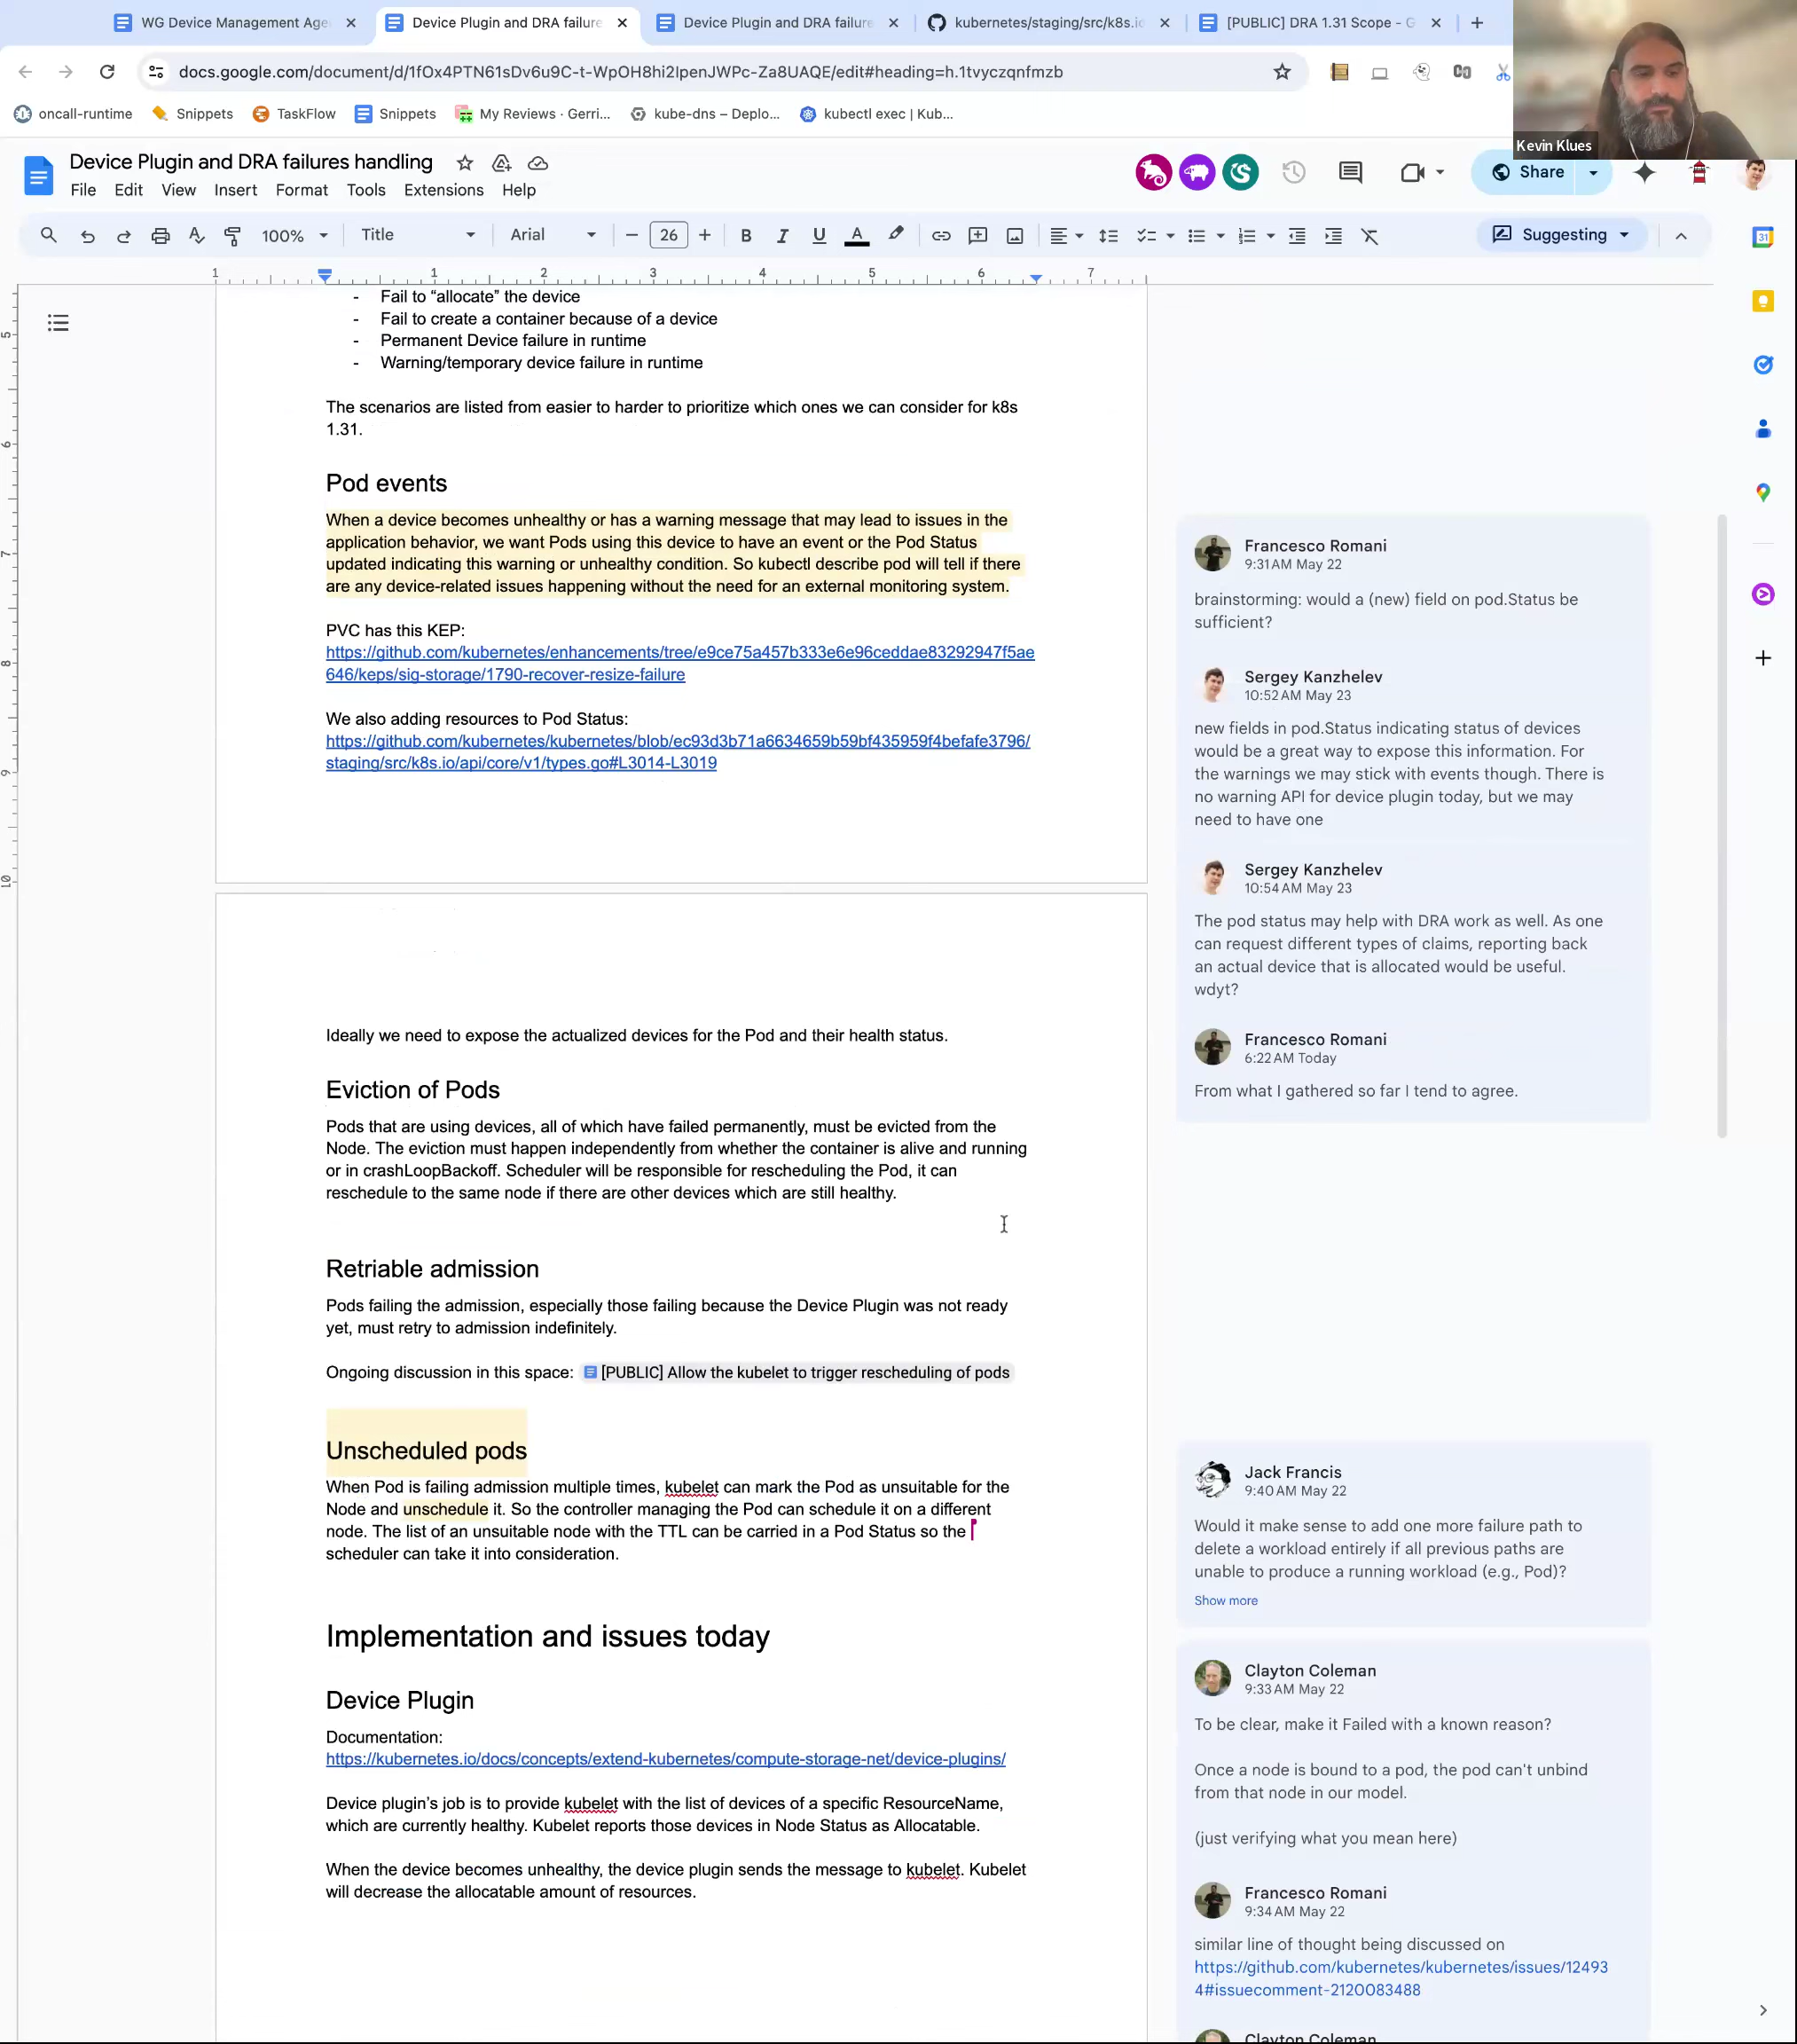 WG Device Management Age
Device Plugin and DRA failure
Device Plugin and DRA failure
kubernetes/staging/src/k8s.io
[PUBLIC] DRA 1.31 Scope - G
docs.google.com/document/d/1fOx4PTN61sDv6u9C-t-WpOH8hi2IpenJWPc-Za8UAQE/edit#heading=h.1tvyczqnfmzb
oncall-runtime
Snippets
TaskFlow
Snippets
My Reviews · Gerri...
kube-dns – Deplo...
kubectl exec | Kub...
Kevin Klues
Device Plugin and DRA failures handling
File Edit View Insert Format Tools Extensions Help
Share
100%
Title
Arial
26
Suggesting
1 1 2 3 4 5 6 7
- Fail to “allocate” the device
- Fail to create a container because of a device
- Permanent Device failure in runtime
- Warning/temporary device failure in runtime
The scenarios are listed from easier to harder to prioritize which ones we can consider for k8s
1.31.
Pod events
When a device becomes unhealthy or has a warning message that may lead to issues in the
application behavior, we want Pods using this device to have an event or the Pod Status
updated indicating this warning or unhealthy condition. So kubectl describe pod will tell if there
are any device-related issues happening without the need for an external monitoring system.
PVC has this KEP:
https://github.com/kubernetes/enhancements/tree/e9ce75a457b333e6e96ceddae83292947f5ae
646/keps/sig-storage/1790-recover-resize-failure
We also adding resources to Pod Status:
https://github.com/kubernetes/kubernetes/blob/ec93d3b71a6634659b59bf435959f4befafe3796/
staging/src/k8s.io/api/core/v1/types.go#L3014-L3019
Ideally we need to expose the actualized devices for the Pod and their health status.
Eviction of Pods
Pods that are using devices, all of which have failed permanently, must be evicted from the
Node. The eviction must happen independently from whether the container is alive and running
or in crashLoopBackoff. Scheduler will be responsible for rescheduling the Pod, it can
reschedule to the same node if there are other devices which are still healthy.
Retriable admission
Pods failing the admission, especially those failing because the Device Plugin was not ready
yet, must retry to admission indefinitely.
Ongoing discussion in this space: [PUBLIC] Allow the kubelet to trigger rescheduling of pods
Unscheduled pods
When Pod is failing admission multiple times, kubelet can mark the Pod as unsuitable for the
Node and unschedule it. So the controller managing the Pod can schedule it on a different
node. The list of an unsuitable node with the TTL can be carried in a Pod Status so the
scheduler can take it into consideration.
Implementation and issues today
Device Plugin
Documentation:
https://kubernetes.io/docs/concepts/extend-kubernetes/compute-storage-net/device-plugins/
Device plugin’s job is to provide kubelet with the list of devices of a specific ResourceName,
which are currently healthy. Kubelet reports those devices in Node Status as Allocatable.
When the device becomes unhealthy, the device plugin sends the message to kubelet. Kubelet
will decrease the allocatable amount of resources.
Francesco Romani
9:31 AM May 22
brainstorming: would a (new) field on pod.Status be
sufficient?
Sergey Kanzhelev
10:52 AM May 23
new fields in pod.Status indicating status of devices
would be a great way to expose this information. For
the warnings we may stick with events though. There is
no warning API for device plugin today, but we may
need to have one
Sergey Kanzhelev
10:54 AM May 23
The pod status may help with DRA work as well. As one
can request different types of claims, reporting back
an actual device that is allocated would be useful.
wdyt?
Francesco Romani
6:22 AM Today
From what I gathered so far I tend to agree.
Jack Francis
9:40 AM May 22
Would it make sense to add one more failure path to
delete a workload entirely if all previous paths are
unable to produce a running workload (e.g., Pod)?
Show more
Clayton Coleman
9:33 AM May 22
To be clear, make it Failed with a known reason?
Once a node is bound to a pod, the pod can't unbind
from that node in our model.
(just verifying what you mean here)
Francesco Romani
9:34 AM May 22
similar line of thought being discussed on
https://github.com/kubernetes/kubernetes/issues/12493
4#issuecomment-2120083488
Clayton Coleman
5
6
7
8
9
10
31